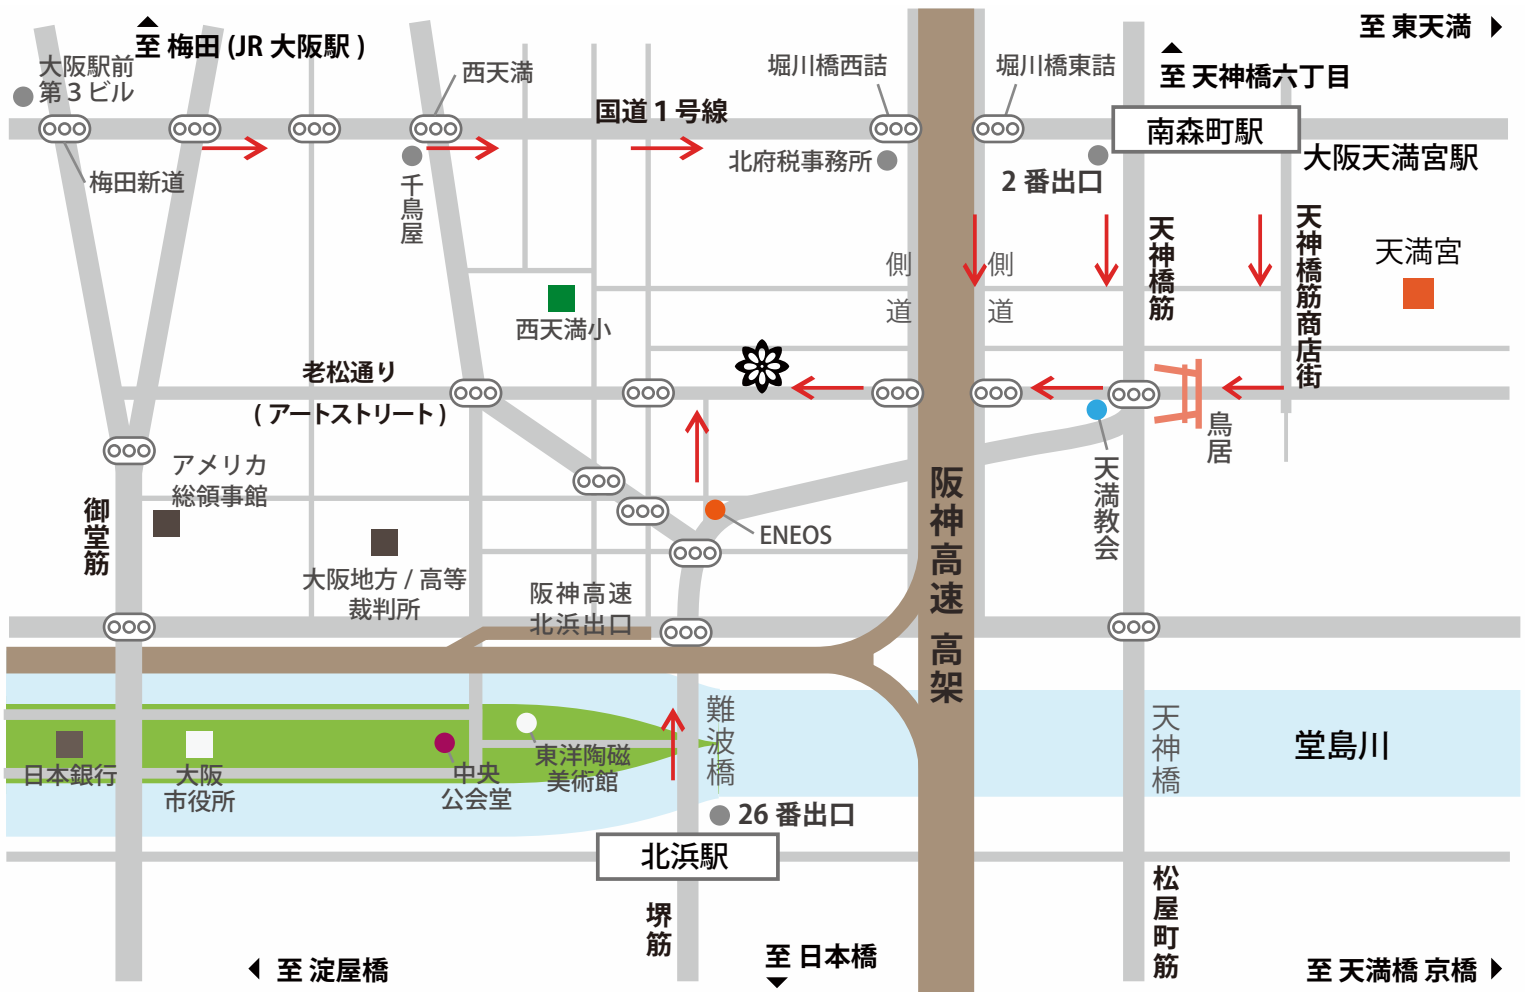 至 梅田 (JR 大阪駅 )
至 東天満
大阪駅前
第 3 ビル
西天満
国道 1 号線
堀川橋西詰
堀川橋東詰
至 天神橋六丁目
南森町駅
大阪天満宮駅
梅田新道
千鳥屋
北府税事務所
2 番出口
天神橋筋
天神橋筋商店街
天満宮
側道
側道
西天満小
老松通り
( アートストリート )
鳥居
アメリカ
総領事館
御堂筋
大阪地方 / 高等
裁判所
ENEOS
阪神高速 高架
天満教会
阪神高速
北浜出口
難波橋
天神橋
堂島川
日本銀行
大阪
市役所
中央
公会堂
東洋陶磁
美術館
26 番出口
北浜駅
堺筋
松屋町筋
至 淀屋橋
至 日本橋
至 天満橋 京橋